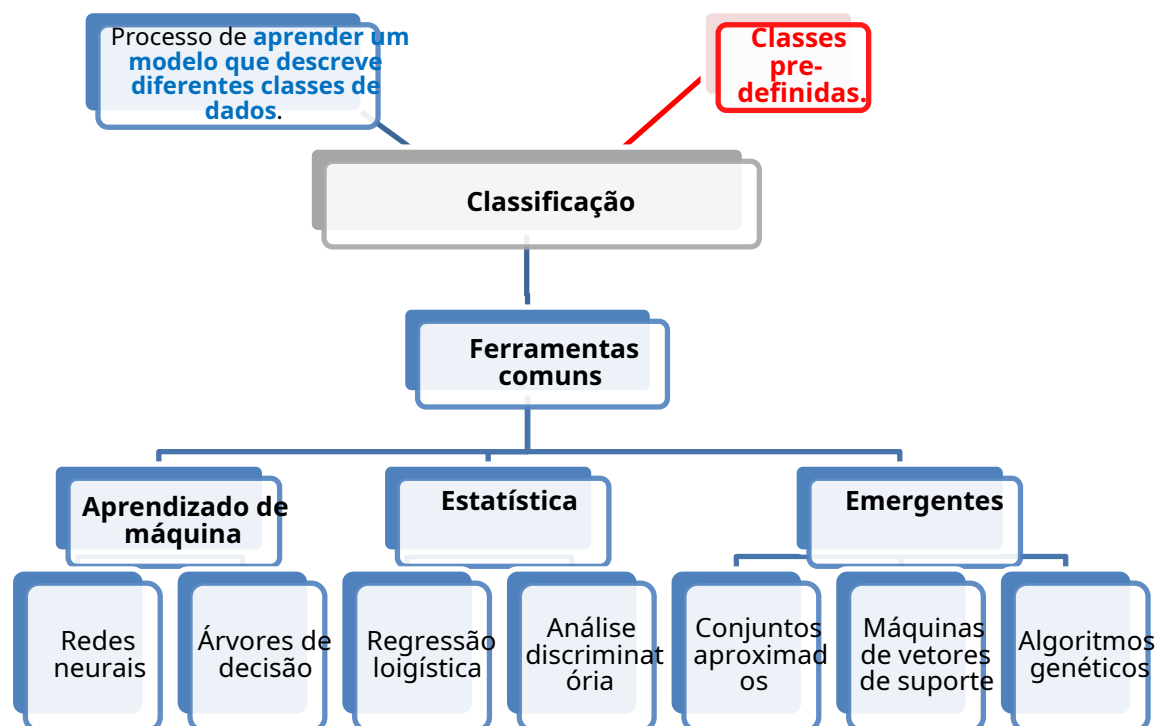 Processo de aprender um
modelo que descreve
diferentes classes de
dados.
Classes
pre-
definidas.
Classificação
Ferramentas
comuns
Aprendizado de
máquina
Estatística
Emergentes
Redes
neurais
Árvores de
decisão
Regressão
loigística
Análise
discriminat
ória
Conjuntos
aproximad
os
Máquinas
de vetores
de suporte
Algoritmos
genéticos